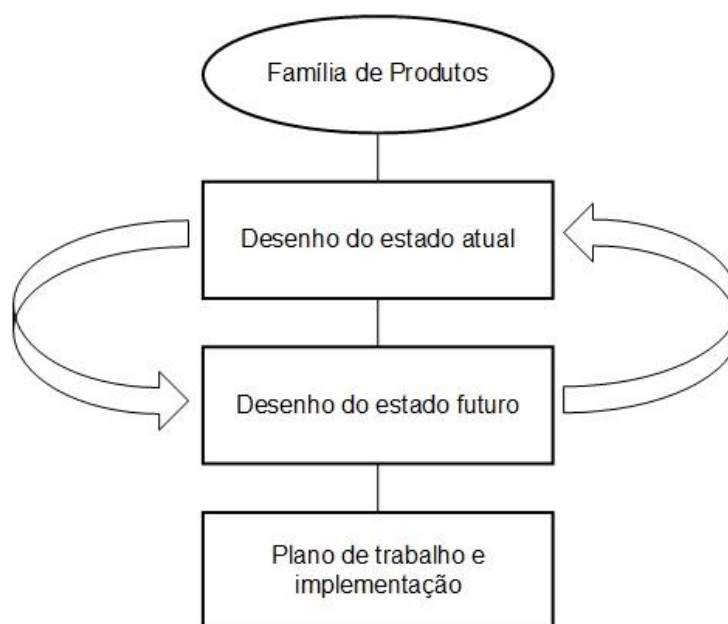 Família de Produtos
Desenho do estado atual
Desenho do estado futuro
Plano de trabalho e
implementação